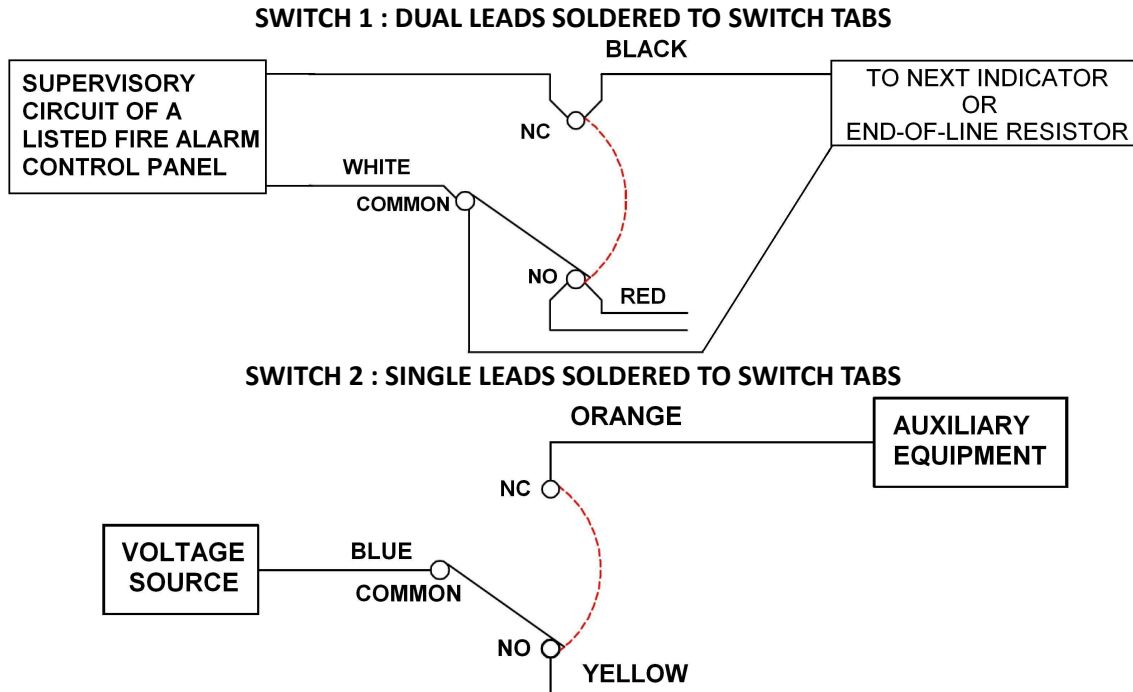 SWITCH 1 : DUAL LEADS SOLDERED TO SWITCH TABS
BLACK
SUPERVISORY
CIRCUIT OF A
LISTED FIRE ALARM
CONTROL PANEL
TO NEXT INDICATOR
OR
END-OF-LINE RESISTOR
NC
WHITE
COMMON
NO
RED
SWITCH 2 : SINGLE LEADS SOLDERED TO SWITCH TABS
ORANGE
AUXILIARY
EQUIPMENT
NC
VOLTAGE
SOURCE
BLUE
COMMON
NO
YELLOW